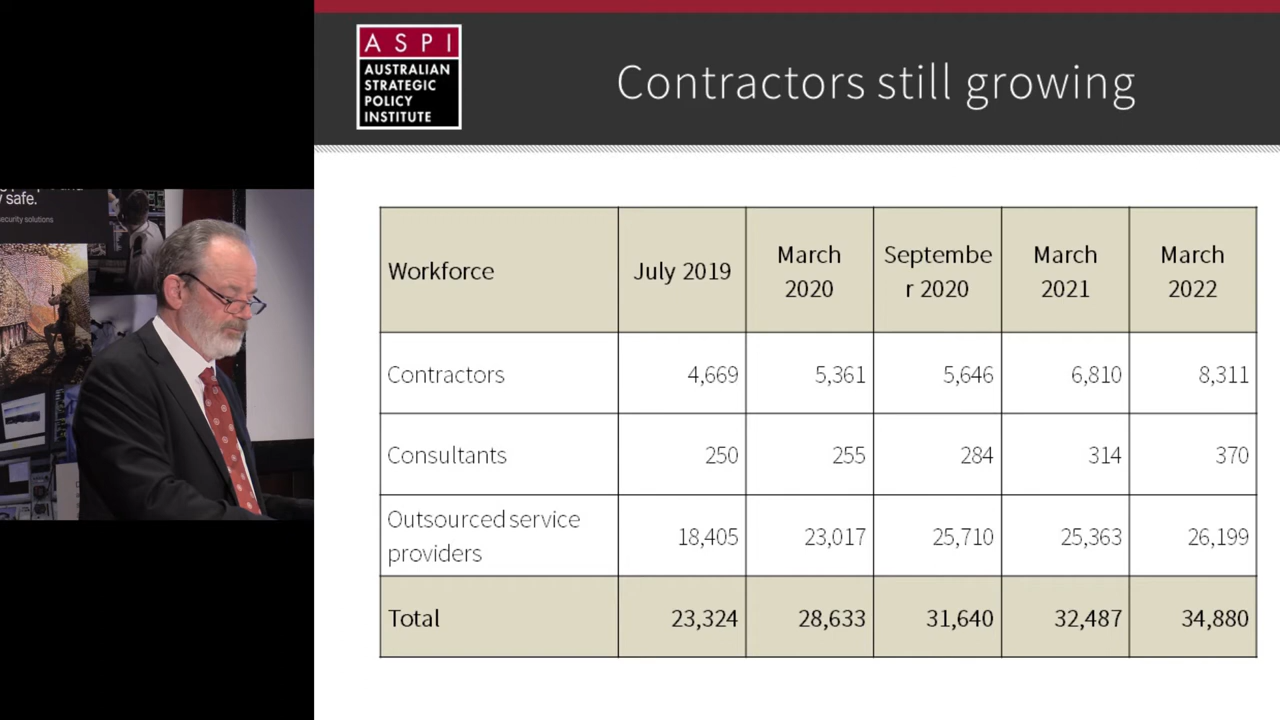 A S P I
AUSTRALIAN
STRATEGIC
POLICY
INSTITUTE
Contractors still growing
y safe.
ecurity solutions
Workforce July 2019 March 2020 Septembe r 2020 March 2021 March 2022
Contractors 4,669 5,361 5,646 6,810 8,311
Consultants 250 255 284 314 370
Outsourced service
providers 18,405 23,017 25,710 25,363 26,199
Total 23,324 28,633 31,640 32,487 34,880